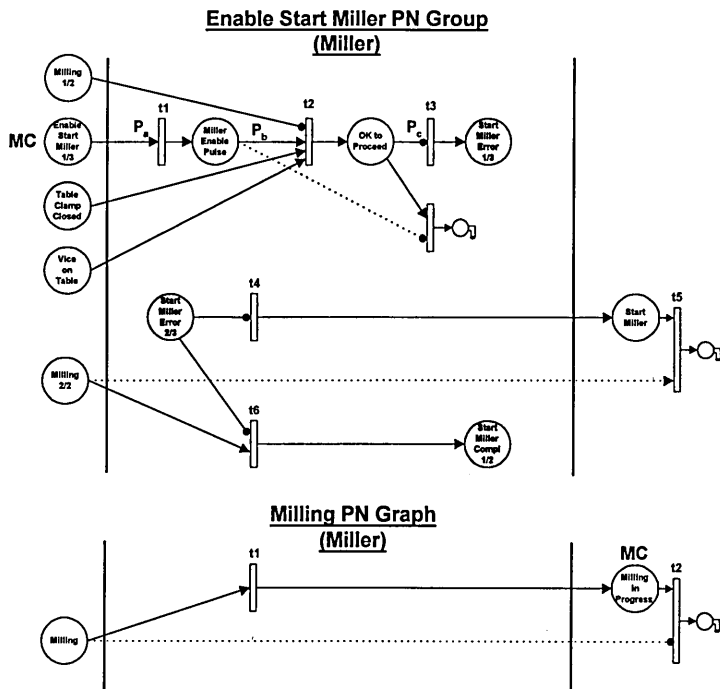 Enable Start Miller PN Group
(Miller)
Milling
1/2
MC
Enable
Start
Miller
1/3
Pa
t1
Miller
Enable
Pulse
Pb
t2
OK to
Proceed
Pc
t3
Start
Miller
Error
1/3
Table
Clamp
Closed
Vice
on
Table
Start
Miller
Error
2/3
t4
Start
Miller
t5
Milling
2/2
t6
Start
Miller
Compl
1/2
Milling PN Graph
(Miller)
t1
MC
Milling
in
Progress
t2
Milling